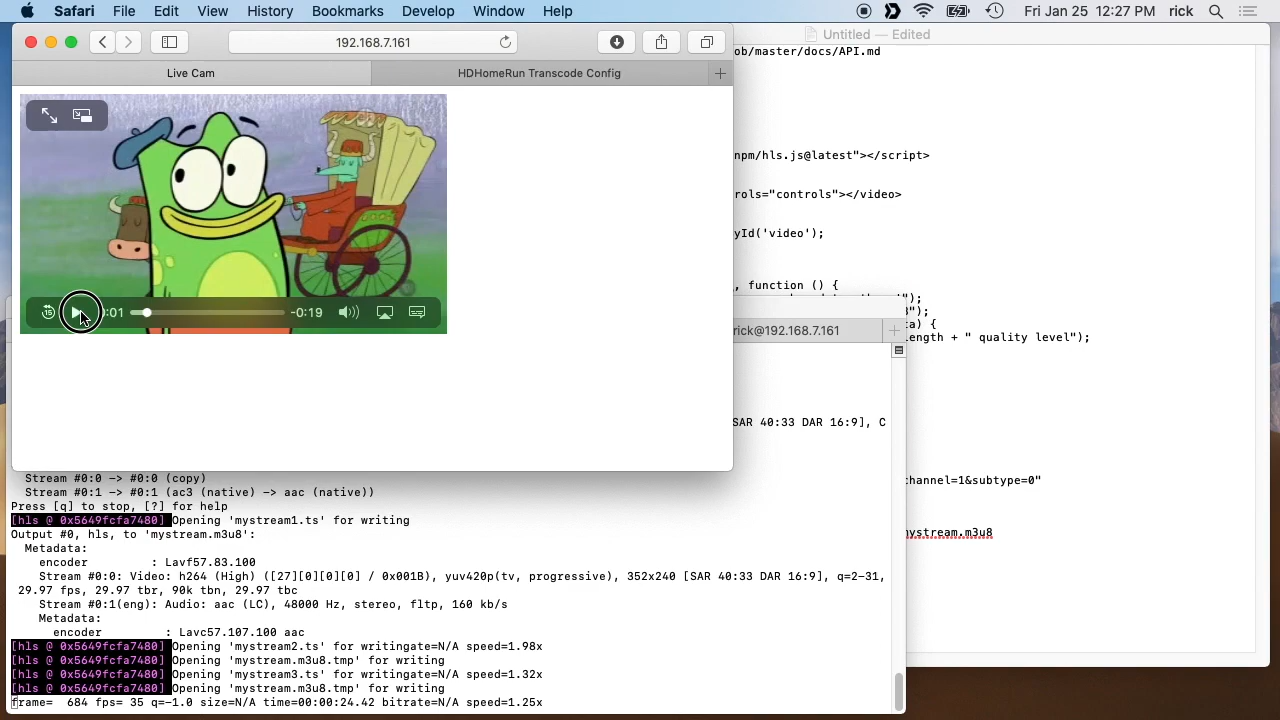 Safari File Edit View History Bookmarks Develop Window Help Fri Jan 25 12:27 PM rick
Untitled — Edited
192.168.7.161
Live Cam
HDHomeRun Transcode Config
ob/master/docs/API.md
npm/hls.js@latest"></script>
rols="controls"></video>
yId('video');
, function () {
");
8");
ta) {
ength + " quality level");
15
:01
-0:19
rick@192.168.7.161
SAR 40:33 DAR 16:9], C
hannel=1&subtype=0"
mystream.m3u8
Stream #0:0 -> #0:0 (copy)
Stream #0:1 -> #0:1 (ac3 (native) -> aac (native))
Press [q] to stop, [?] for help
[hls @ 0x5649fcfa7480] Opening 'mystream1.ts' for writing
Output #0, hls, to 'mystream.m3u8':
Metadata:
encoder : Lavf57.83.100
Stream #0:0: Video: h264 (High) ([27][0][0][0] / 0x001B), yuv420p(tv, progressive), 352x240 [SAR 40:33 DAR 16:9], q=2-31,
29.97 fps, 29.97 tbr, 90k tbn, 29.97 tbc
Stream #0:1(eng): Audio: aac (LC), 48000 Hz, stereo, fltp, 160 kb/s
Metadata:
encoder : Lavc57.107.100 aac
[hls @ 0x5649fcfa7480] Opening 'mystream2.ts' for writingate=N/A speed=1.98x
[hls @ 0x5649fcfa7480] Opening 'mystream.m3u8.tmp' for writing
[hls @ 0x5649fcfa7480] Opening 'mystream3.ts' for writingate=N/A speed=1.32x
[hls @ 0x5649fcfa7480] Opening 'mystream.m3u8.tmp' for writing
frame= 684 fps= 35 q=-1.0 size=N/A time=00:00:24.42 bitrate=N/A speed=1.25x